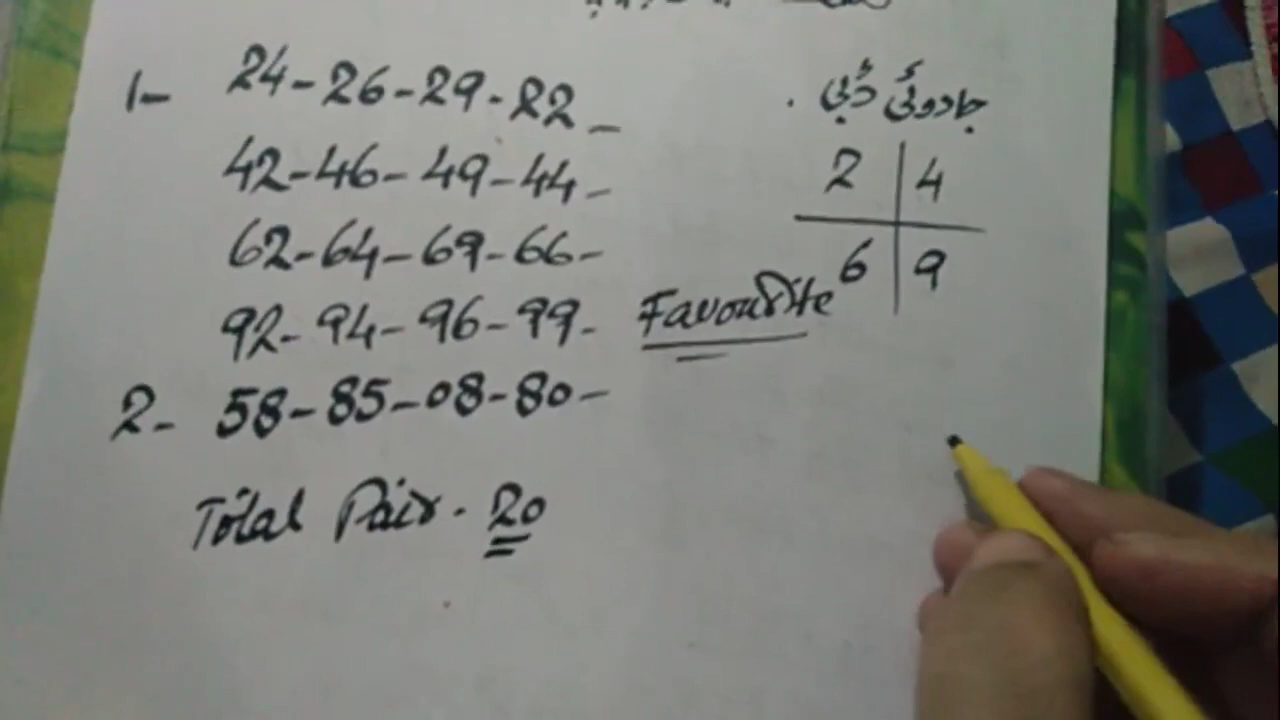 1- 24-26-29-22-
42-46-49-44-
62-64-69-66-
92-94-96-99-
2- 58-85-08-80-
Total Pair. 20
جادوئی ڈبی
2 4
6 9
Favourite